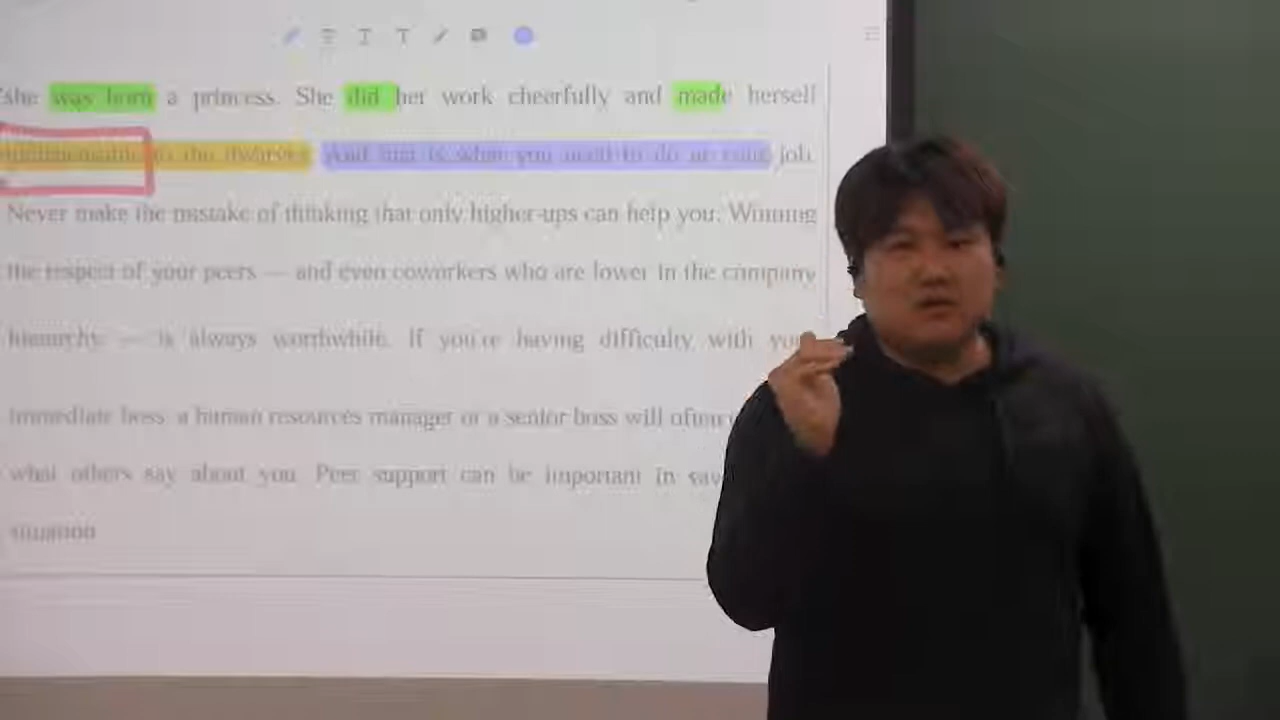 she was born a princess. She did her work cheerfully and made herself
to the dwarves. And that is what you need to do at your job.
Never make the mistake of thinking that only higher-ups can help you. Winning
the respect of your peers — and even coworkers who are lower in the company
hierarchy — is always worthwhile. If you're having difficulty with your
immediate boss, a human resources manager or a senior boss will often
what others say about you. Peer support can be important in
situation